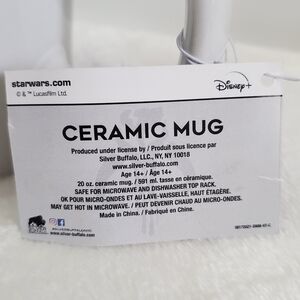 starwars.com
© & ™ Lucasfilm Ltd.
Disney+
CERAMIC MUG
Produced under license by / Produit sous licence par
Silver Buffalo, LLC., NY, NY 10018
www.silver-buffalo.com
Age 14+ / Age 14+
20 oz. ceramic mug. / 591 ml. tasse en céramique.
SAFE FOR MICROWAVE AND DISHWASHER TOP RACK.
OK POUR MICRO-ONDES ET AU LAVE-VAISSELLE, HAUT ÉTAGÈRE.
MAY GET HOT IN MICROWAVE. / PEUT DEVENIR CHAUD AU MICRO-ONDES.
Made in China. / Fabriqué en Chine.
@SILVERBUFFALONYC
www.silver-buffalo.com